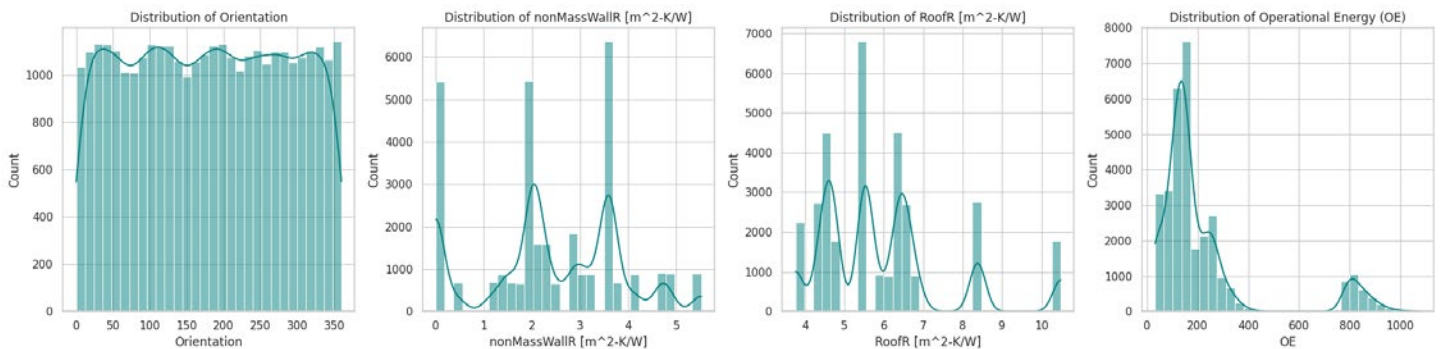 Distribution of Orientation
Count
0
200
400
600
800
1000
0 50 100 150 200 250 300 350
Orientation
Distribution of nonMassWallR [m^2-K/W]
Count
0
1000
2000
3000
4000
5000
6000
0 1 2 3 4 5
nonMassWallR [m^2-K/W]
Distribution of RoofR [m^2-K/W]
Count
0
1000
2000
3000
4000
5000
6000
7000
4 5 6 7 8 9 10
RoofR [m^2-K/W]
Distribution of Operational Energy (OE)
Count
0
1000
2000
3000
4000
5000
6000
7000
8000
0 200 400 600 800 1000
OE